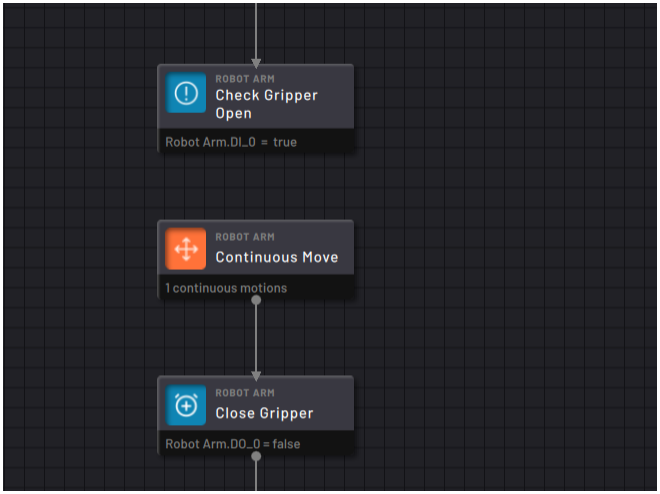 ROBOT ARM
Check Gripper
Open
Robot Arm.DI_0 = true
ROBOT ARM
Continuous Move
1 continuous motions
ROBOT ARM
Close Gripper
Robot Arm.DO_0 = false